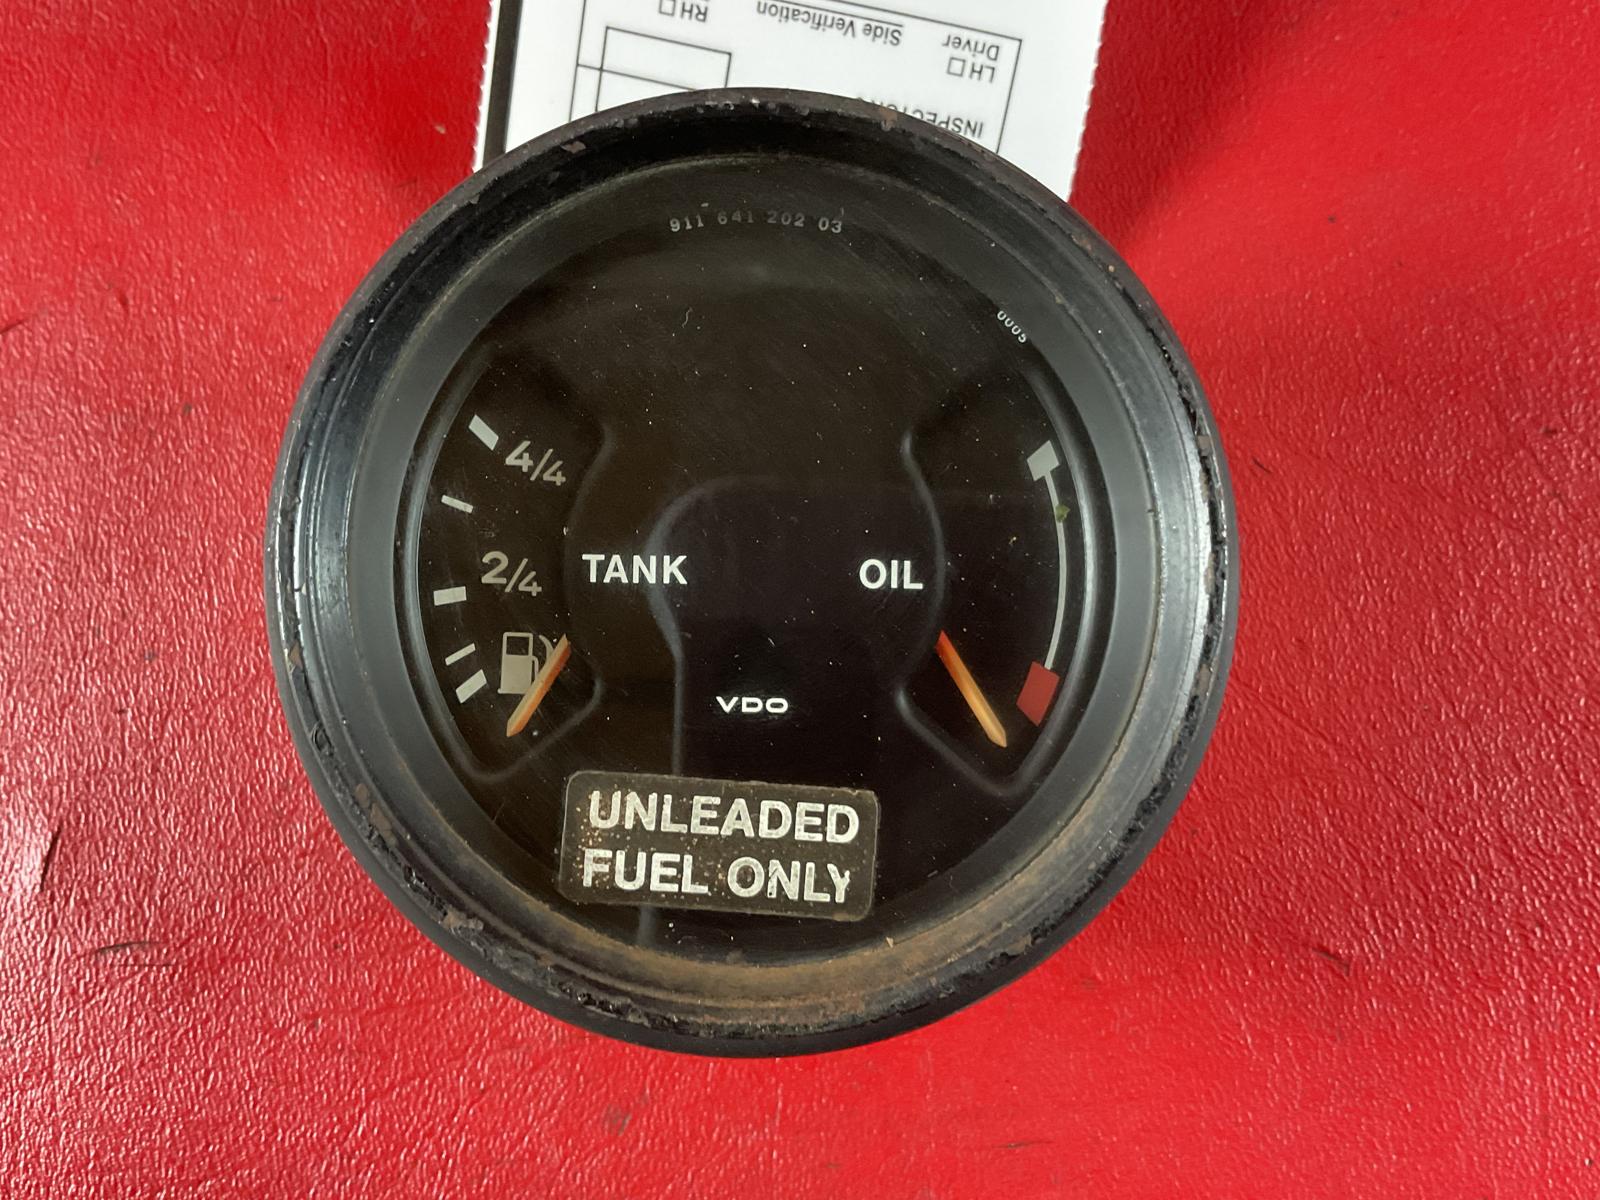 RH
Side Verification
Driver
LH
911 641 202 03
0005
4/4
2/4
TANK
OIL
VDO
UNLEADED
FUEL ONLY